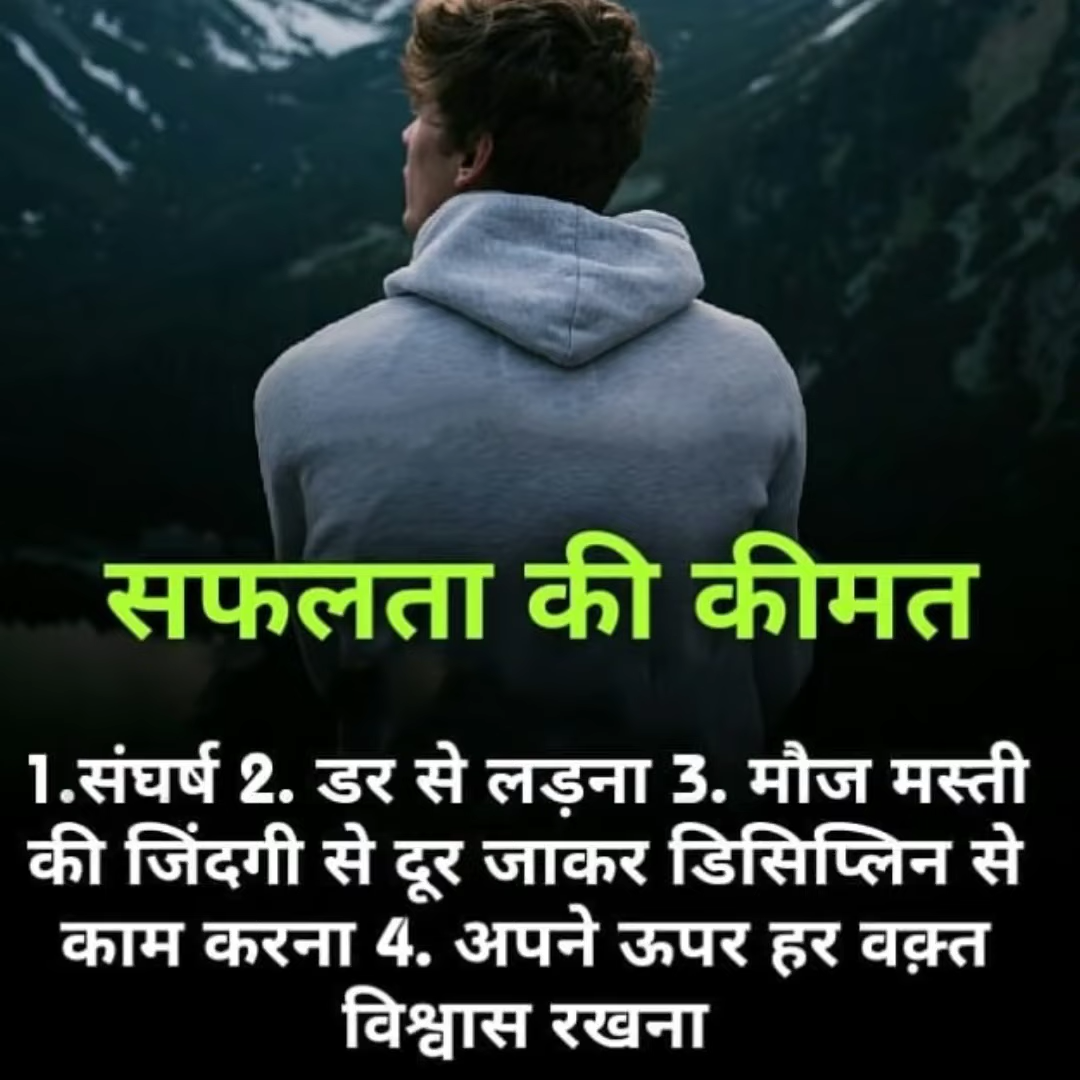 सफलता की कीमत
1.संघर्ष 2. डर से लड़ना 3. मौज मस्ती
की जिंदगी से दूर जाकर डिसिप्लिन से
काम करना 4. अपने ऊपर हर वक़्त
विश्वास रखना